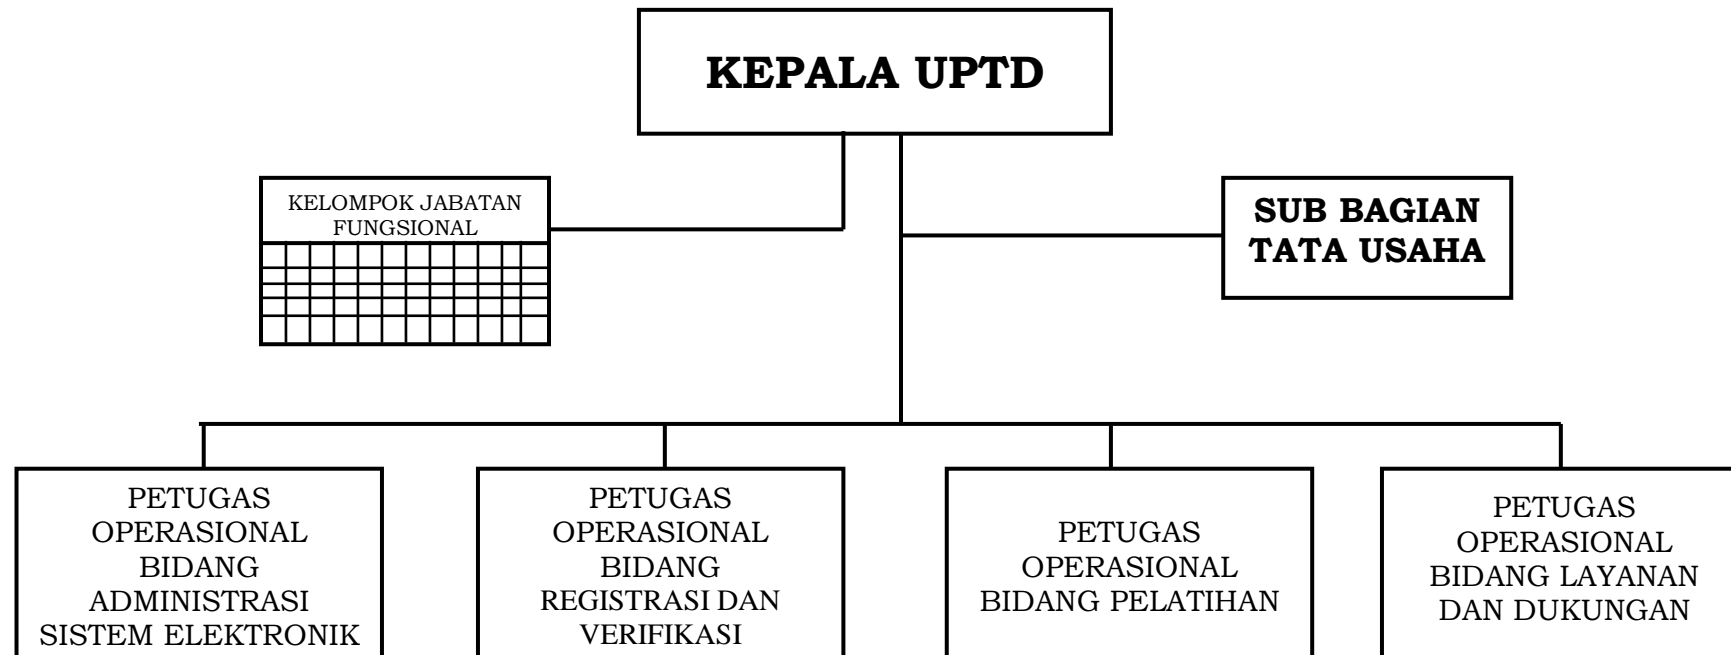 KEPALA UPTD
KELOMPOK JABATAN
FUNGSIONAL
SUB BAGIAN
TATA USAHA
PETUGAS
OPERASIONAL
BIDANG
ADMINISTRASI
SISTEM ELEKTRONIK
PETUGAS
OPERASIONAL
BIDANG
REGISTRASI DAN
VERIFIKASI
PETUGAS
OPERASIONAL
BIDANG PELATIHAN
PETUGAS
OPERASIONAL
BIDANG LAYANAN
DAN DUKUNGAN